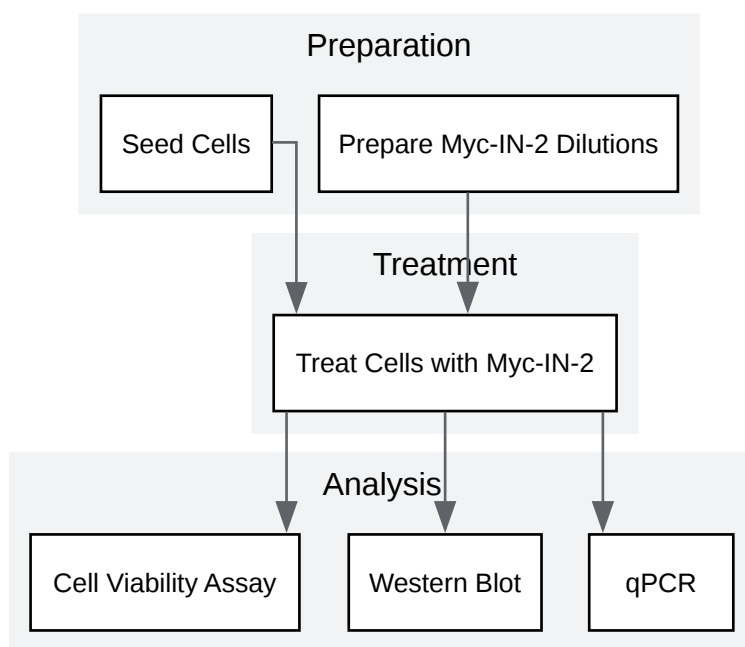 Preparation
Seed Cells
Prepare Myc-IN-2 Dilutions
Treatment
Treat Cells with Myc-IN-2
Analysis
Cell Viability Assay
Western Blot
qPCR